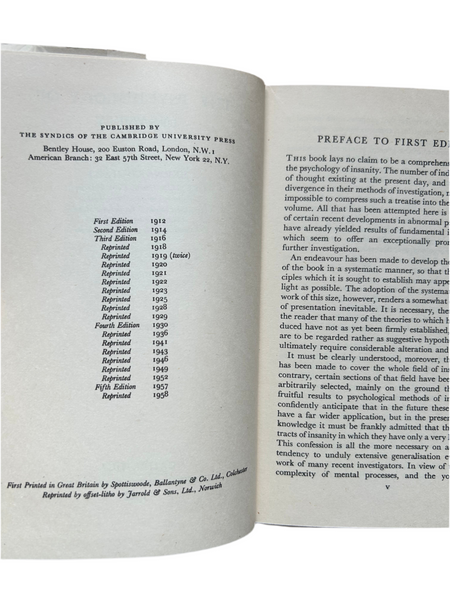 PUBLISHED BY
THE SYNDICS OF THE CAMBRIDGE UNIVERSITY PRESS
Bentley House, 200 Euston Road, London, N.W.1
American Branch: 32 East 57th Street, New York 22, N.Y.
First Edition 1912
Second Edition 1914
Third Edition 1916
Reprinted 1918
Reprinted 1919 (twice)
Reprinted 1920
Reprinted 1921
Reprinted 1922
Reprinted 1923
Reprinted 1925
Reprinted 1928
Reprinted 1929
Fourth Edition 1930
Reprinted 1936
Reprinted 1941
Reprinted 1943
Reprinted 1946
Reprinted 1949
Reprinted 1952
Fifth Edition 1957
Reprinted 1958
First Printed in Great Britain by Spottiswoode, Ballantyne & Co. Ltd., Colchester
Reprinted by offset-litho by Jarrold & Sons, Ltd., Norwich
PREFACE TO FIRST EDI
THIS book lays no claim to be a comprehens
the psychology of insanity. The number of ind
of thought existing at the present day, and
divergence in their methods of investigation, r
impossible to compress such a treatise into the
volume. All that has been attempted here is
of certain recent developments in abnormal p
have already yielded results of fundamental i
which seem to offer an exceptionally pron
further investigation.
An endeavour has been made to develop the
of the book in a systematic manner, so that th
ciples which it is sought to establish may appe
light as possible. The adoption of the systema
work of this size, however, renders a somewhat
of presentation inevitable. It is necessary, ther
the reader that many of the theories to which h
duced have not as yet been firmly established,
are to be regarded rather as suggestive hypoth
ultimately require considerable alteration and
It must be clearly understood, moreover, th
has been made to cover the whole field of ins
contrary, certain sections of that field have been
arbitrarily selected, mainly on the ground th
fruitful results to psychological methods of i
confidently anticipate that in the future these
have a far wider application, but in the presen
knowledge it must be frankly admitted that th
tracts of insanity in which they have only a very l
This confession is all the more necessary on a
tendency to unduly extensive generalisation e
work of many recent investigators. In view of
complexity of mental processes, and the yo
v